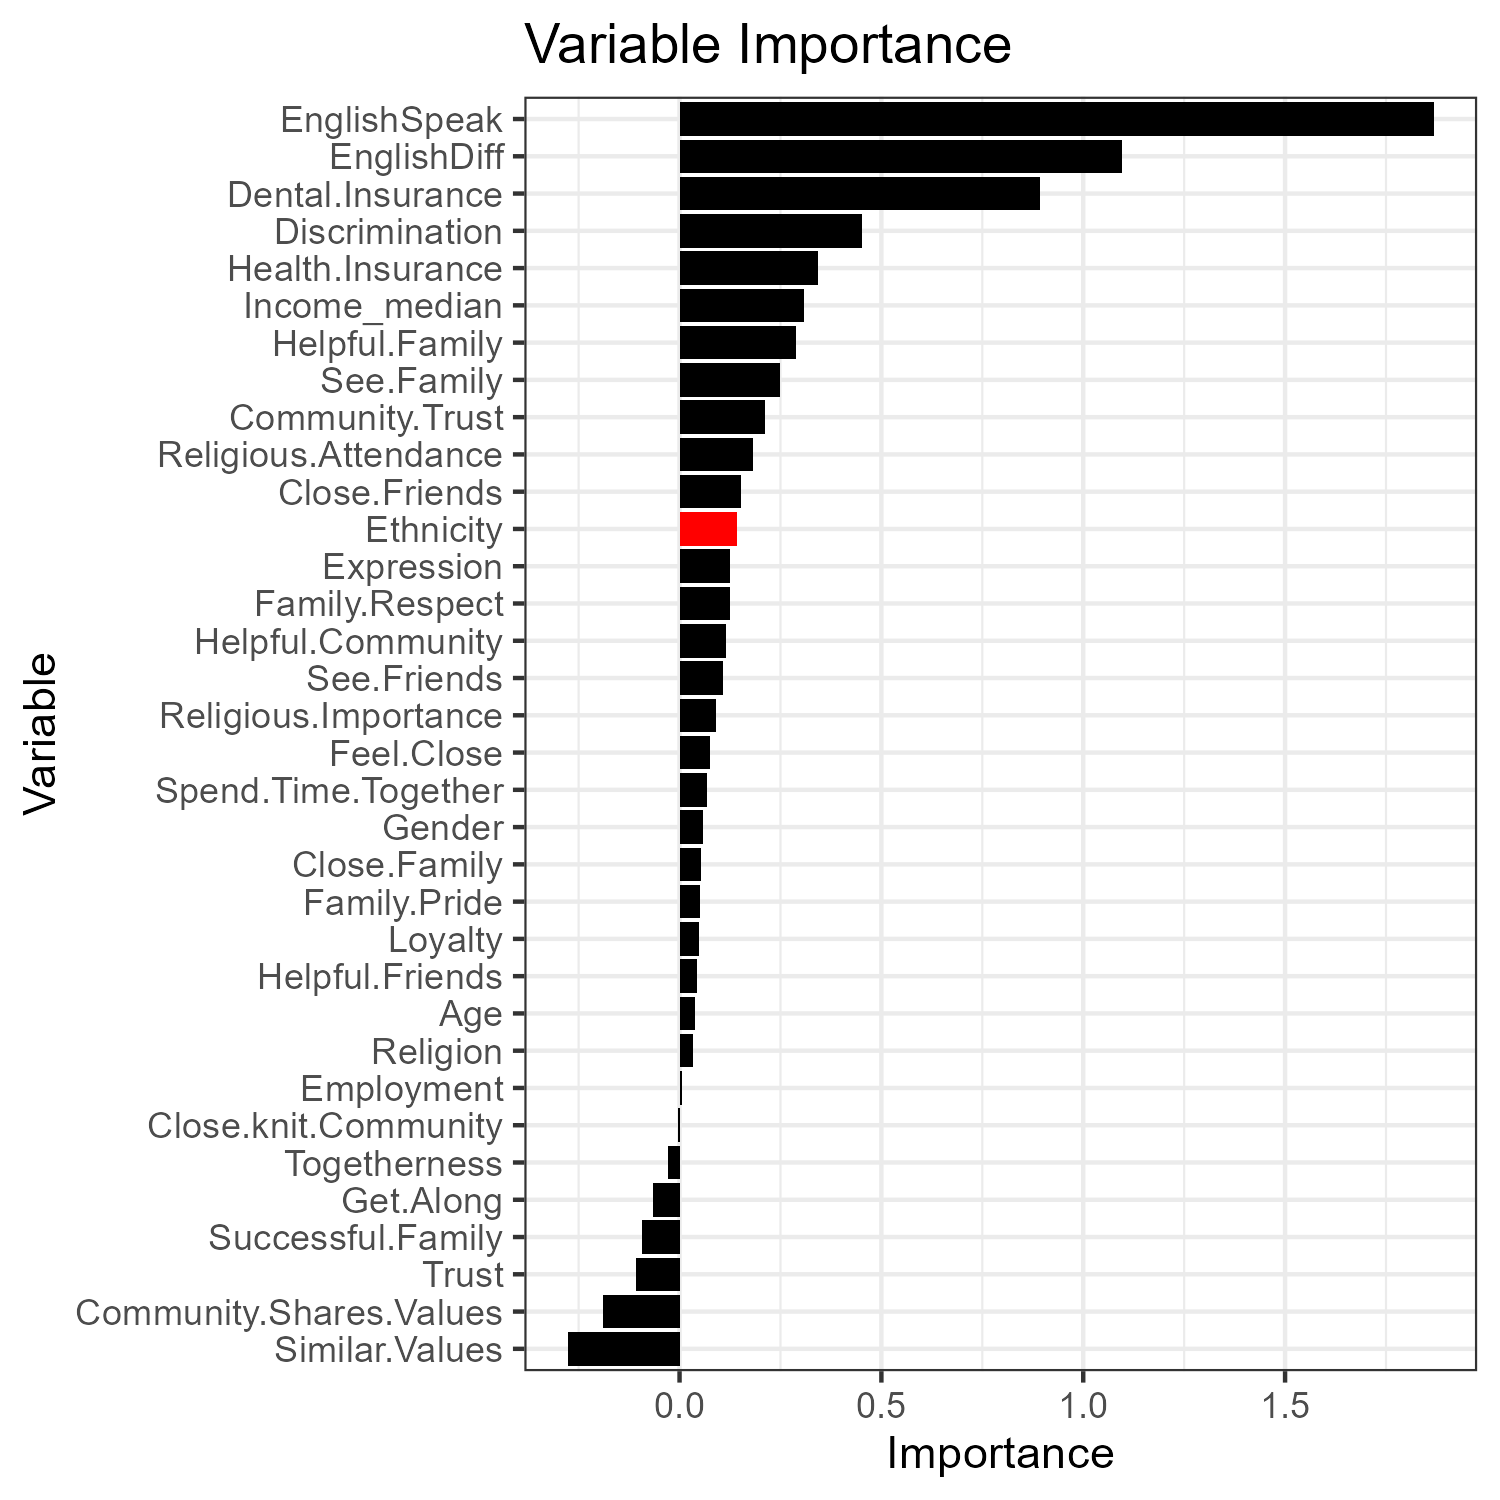 Variable Importance
EnglishSpeak
EnglishDiff
Dental.Insurance
Discrimination
Health.Insurance
Income_median
Helpful.Family
See.Family
Community.Trust
Religious.Attendance
Close.Friends
Ethnicity
Expression
Family.Respect
Helpful.Community
See.Friends
Religious.Importance
Feel.Close
Spend.Time.Together
Gender
Close.Family
Family.Pride
Loyalty
Helpful.Friends
Age
Religion
Employment
Close.knit.Community
Togetherness
Get.Along
Successful.Family
Trust
Community.Shares.Values
Similar.Values
Variable
0.0 0.5 1.0 1.5
Importance